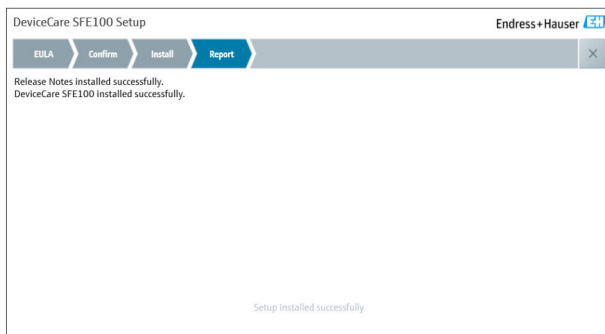 DeviceCare SFE100 Setup
Endress+Hauser EH
EULA
Confirm
Install
Report
×
Release Notes installed successfully.
DeviceCare SFE100 installed successfully.
Setup installed successfully